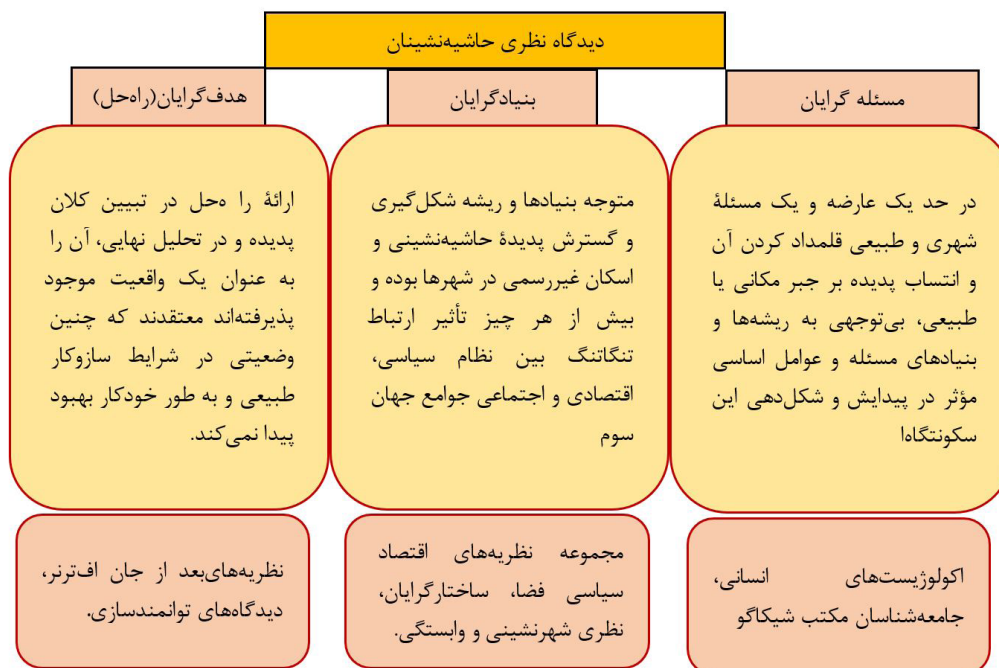 دیدگاه نظری حاشیه‌نشینان
مسئله گرایان
بنیادگرایان
هدف‌گرایان(راه‌حل)
در حد یک عارضه و یک مسئلۀ
شهری و طبیعی قلمداد کردن آن
و انتساب پدیده بر جبر مکانی یا
طبیعی، بی‌توجهی به ریشه‌ها و
بنیادهای مسئله و عوامل اساسی
مؤثر در پیدایش و شکل‌دهی این
سکونتگاه‌ا
متوجه بنیادها و ریشه شکل‌گیری
و گسترش پدیدۀ حاشیه‌نشینی و
اسکان غیررسمی در شهرها بوده و
بیش از هر چیز تأثیر ارتباط
تنگاتنگ بین نظام سیاسی،
اقتصادی و اجتماعی جوامع جهان
سوم
ارائۀ را ه‌حل در تبیین کلان
پدیده و در تحلیل نهایی، آن را
به عنوان یک واقعیت موجود
پذیرفته‌اند معتقدند که چنین
وضعیتی در شرایط سازوکار
طبیعی و به طور خودکار بهبود
پیدا نمی‌کند.
اکولوژیست‌های انسانی،
جامعه‌شناسان مکتب شیکاگو
مجموعه نظریه‌های اقتصاد
سیاسی فضا، ساختارگرایان،
نظری شهرنشینی و وابستگی.
نظریه‌های‌بعد از جان اف‌ترنر،
دیدگاه‌های توانمندسازی.